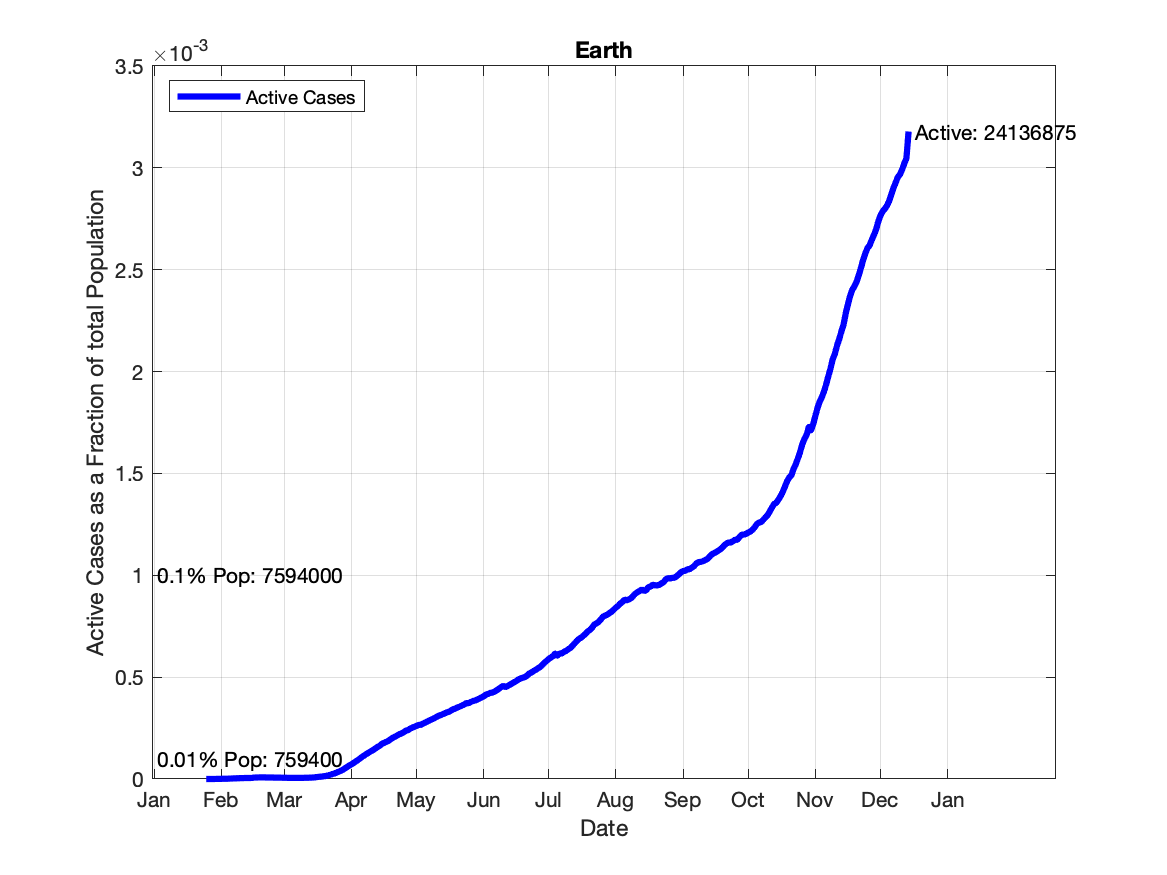 Earth
×10-3
3.5
3
2.5
2
1.5
1
0.5
0
Active Cases as a Fraction of total Population
Active Cases
Active: 24136875
0.1% Pop: 7594000
0.01% Pop: 759400
Jan Feb Mar Apr May Jun Jul Aug Sep Oct Nov Dec Jan
Date